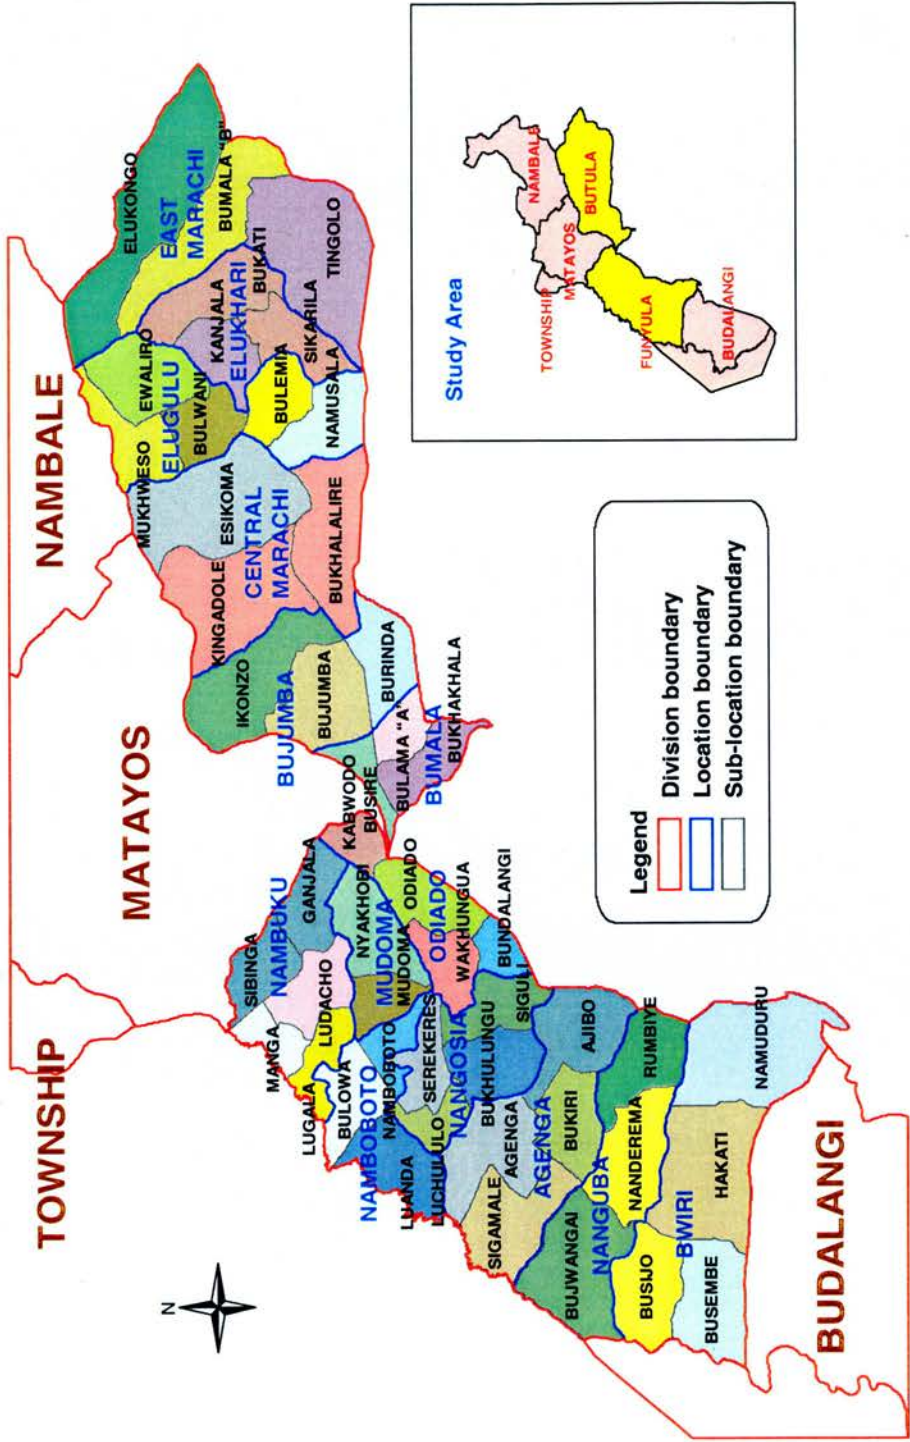 TOWNSHIP
MATAYOS
NAMBALE
BUDALANGI
N
ELUKONGO
EAST
MARACHI
BUMALA "B"
BUKATI
TINGOLO
EWALIRO
ELUGULU
BULWANI
KANJALA
ELUKHARI
SIKARILA
BULEMIA
NAMUSALA
MUKHWESO
ESIKOMA
CENTRAL
MARACHI
KINGADOLE
BUKHALALIRE
IKONZO
BUJUMBA
BUJUMBA
BURINDA
BULAMA "A"
BUMALA
BUKHAKHALA
KABWODO
BUSIRE
SIBINGA
NAMBUKU
GANJALA
NYAKHOBI
ODIADO
MANGA
LUDACHO
MUDOMA
MUDOMA
ODIADO
WAKHUNGUA
BUNDALANGI
LUGALA
BULOWA
NAMBOBOTO
NAMBOBOTO
SEREKERES
NANGOSIA
SIGULI
LUANDA
LUCHULULO
BUKHULUNGU
AGENGA
AGENGA
BUKIRI
AJIBO
SIGAMALE
BUJWANGAI
NANGUBA
NANDEREMA
RUMBIYE
NAMUDURU
BUSIJO
BWIRI
HAKATI
BUSEMBE
Legend
Division boundary
Location boundary
Sub-location boundary
Study Area
NAMBALE
BUTULA
TOWNSHIP
MATAYOS
FUNYULA
BUDALANGI